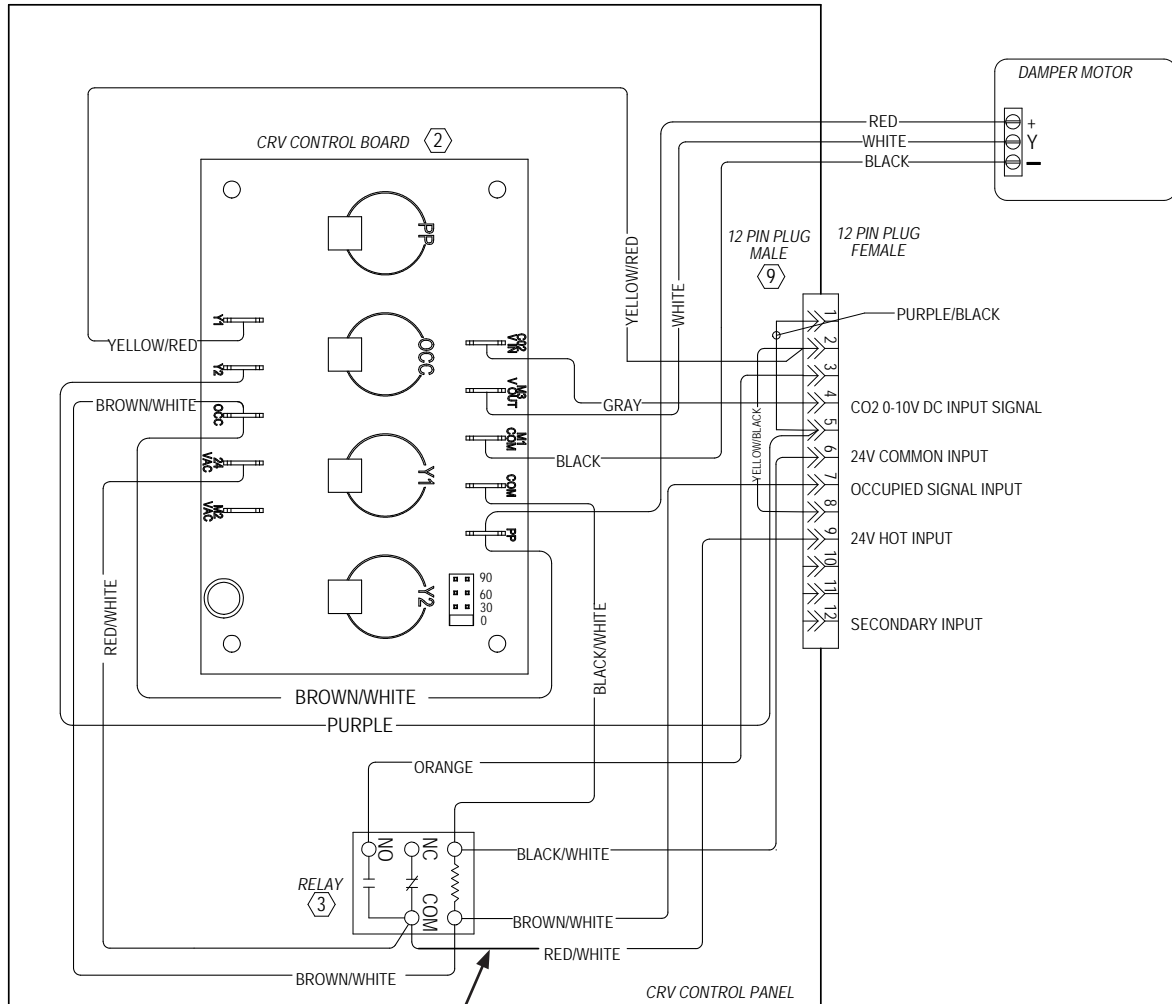 DAMPER MOTOR
RED
+
WHITE
Y
BLACK
−
CRV CONTROL BOARD 2
12 PIN PLUG
MALE
9
12 PIN PLUG
FEMALE
PP
OCC
Y1
Y2
90
60
30
0
Y1
Y2
OCC
24
VAC
M2
VAC
CO2
VIN
M3
V OUT
M1
COM
COM
PP
YELLOW/RED
YELLOW/RED
WHITE
BROWN/WHITE
GRAY
BLACK
YELLOW/BLACK
PURPLE/BLACK
1
2
3
4
CO2 0-10V DC INPUT SIGNAL
5
6
24V COMMON INPUT
7
OCCUPIED SIGNAL INPUT
8
9
24V HOT INPUT
10
11
12
SECONDARY INPUT
RED/WHITE
BLACK/WHITE
BROWN/WHITE
PURPLE
ORANGE
NO
NC
COM
RELAY
3
BLACK/WHITE
BROWN/WHITE
RED/WHITE
BROWN/WHITE
CRV CONTROL PANEL